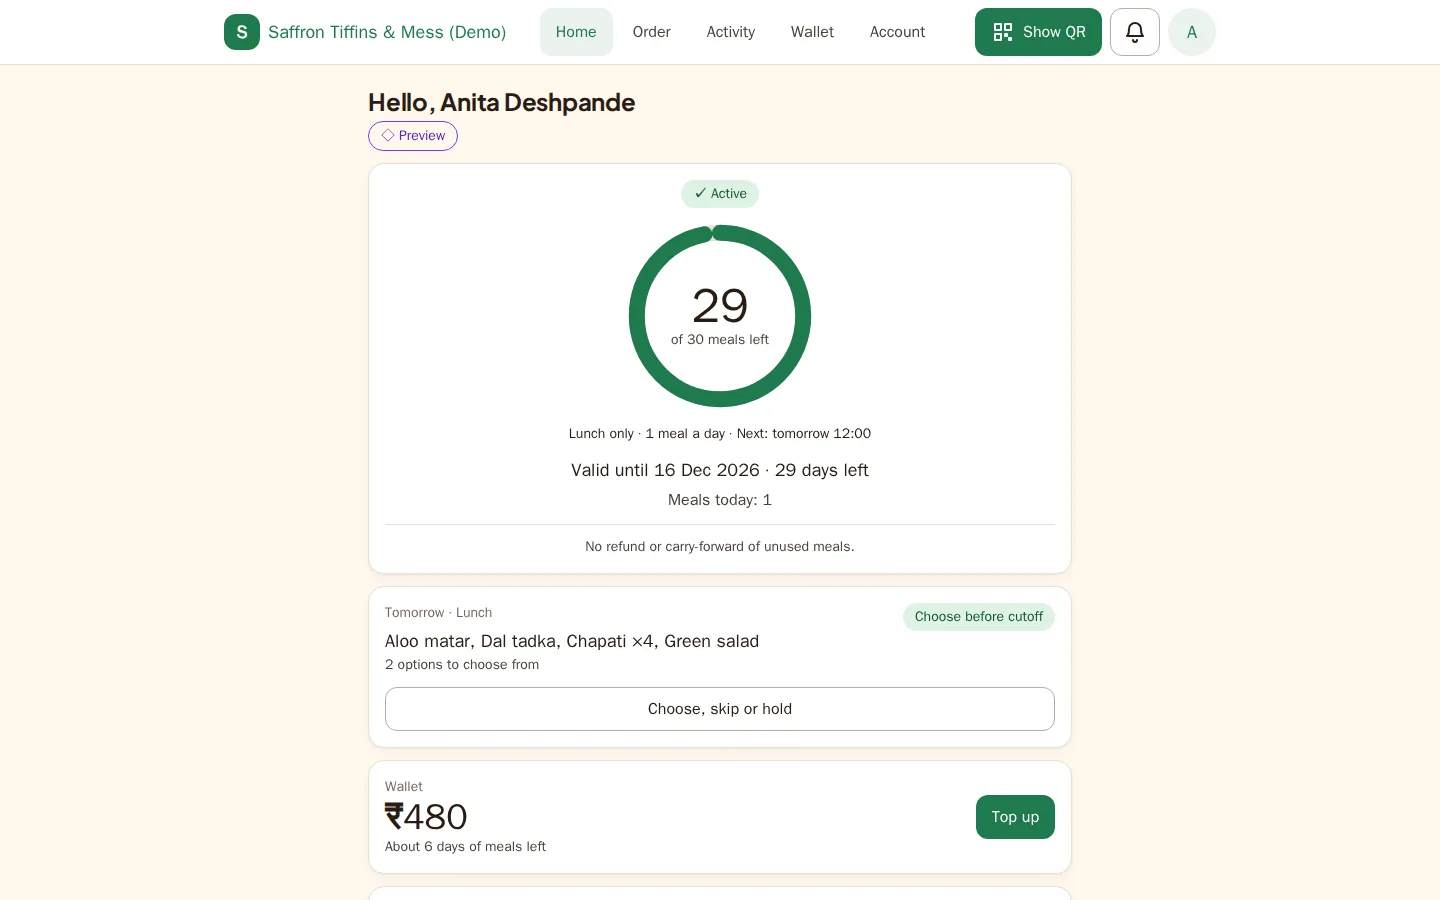 S Saffron Tiffins & Mess (Demo) Home Order Activity Wallet Account Show QR A
Hello, Anita Deshpande
◇ Preview
✓ Active
29
of 30 meals left
Lunch only · 1 meal a day · Next: tomorrow 12:00
Valid until 16 Dec 2026 · 29 days left
Meals today: 1
No refund or carry-forward of unused meals.
Tomorrow · Lunch
Choose before cutoff
Aloo matar, Dal tadka, Chapati ×4, Green salad
2 options to choose from
Choose, skip or hold
Wallet
₹480
Top up
About 6 days of meals left